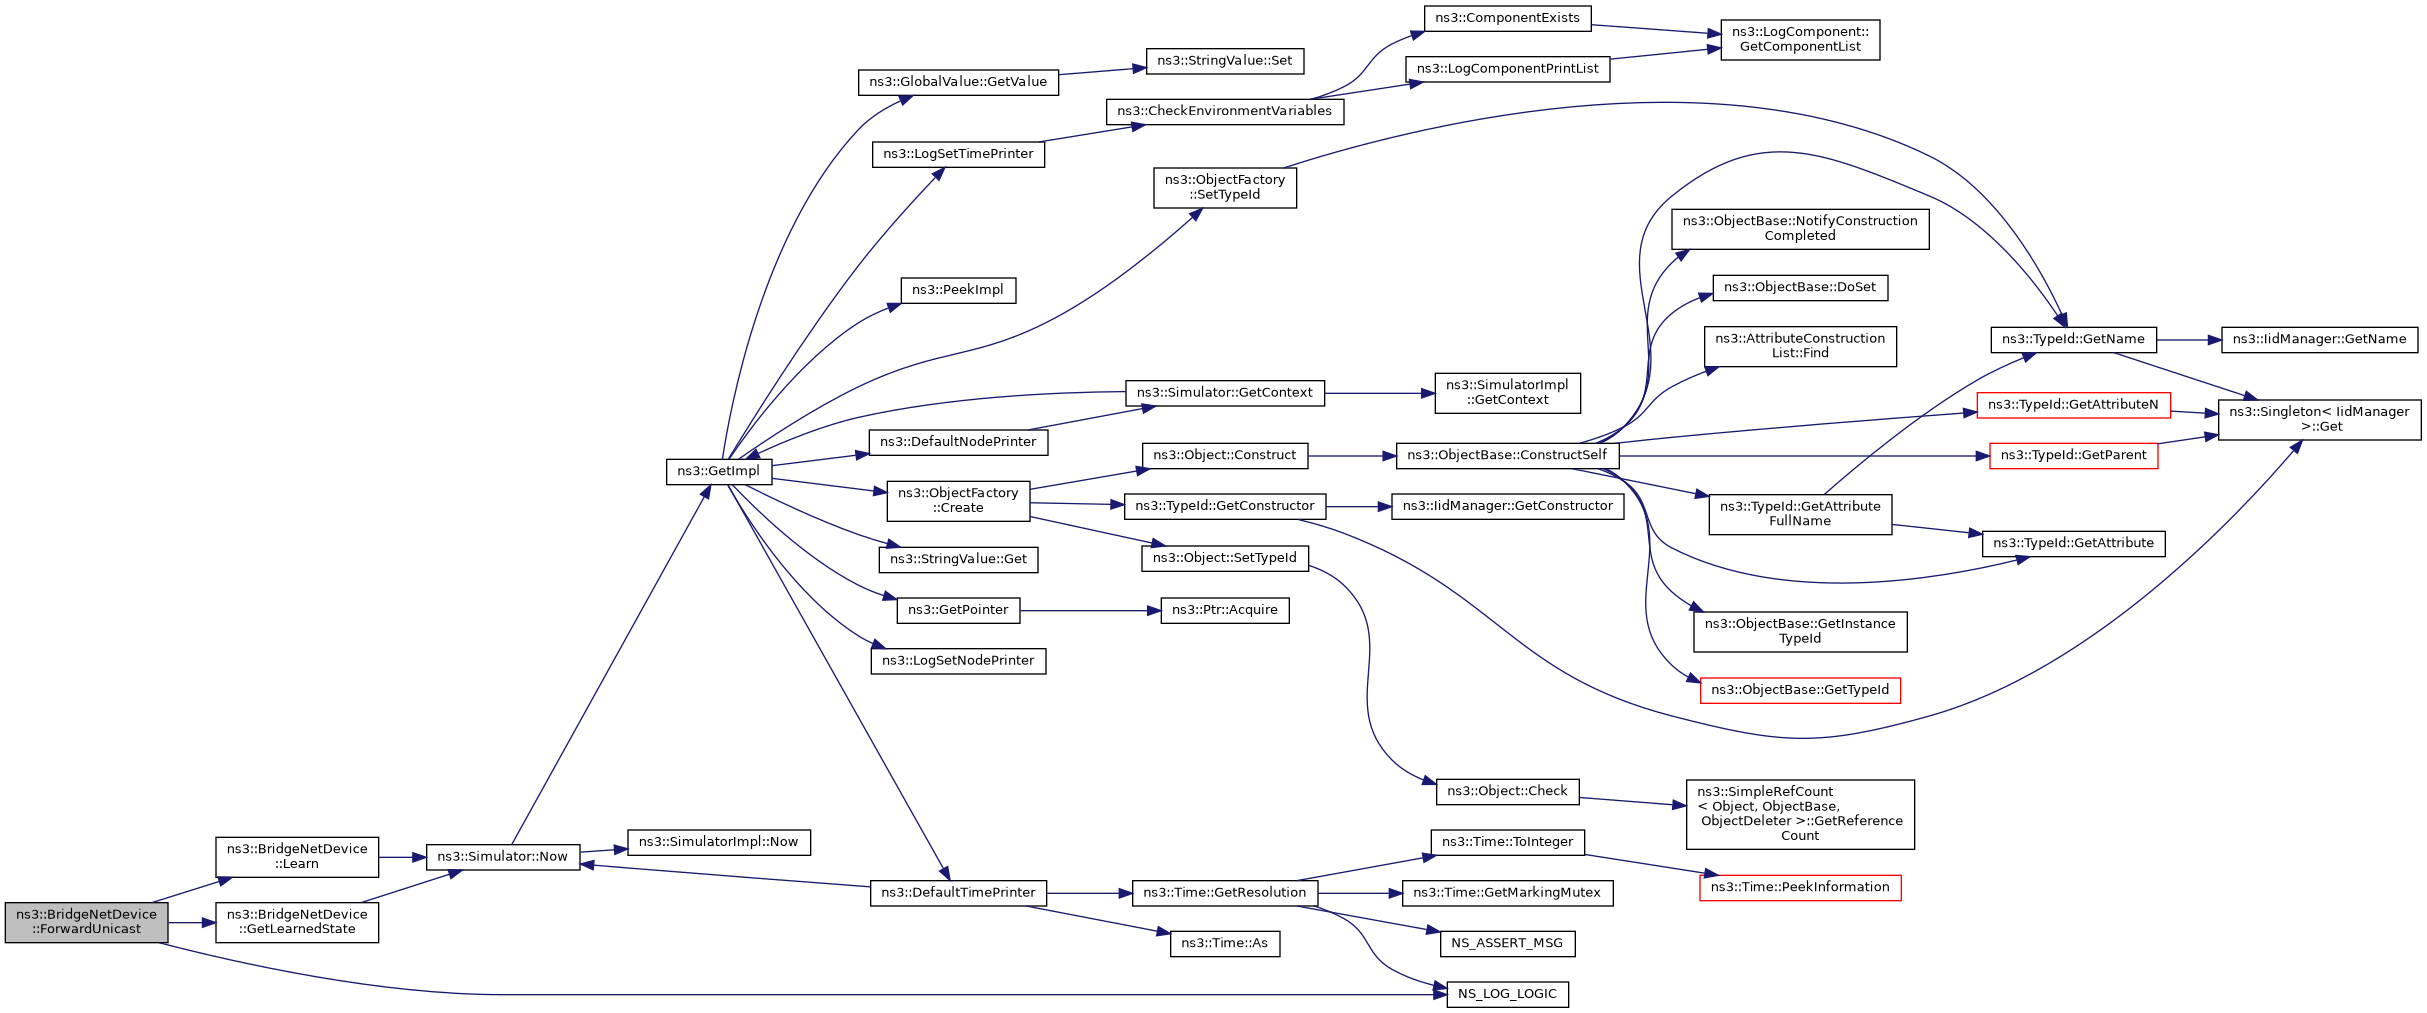 ns3::BridgeNetDevice
::ForwardUnicast
ns3::BridgeNetDevice
::Learn
ns3::BridgeNetDevice
::GetLearnedState
ns3::Simulator::Now
ns3::SimulatorImpl::Now
ns3::GetImpl
ns3::GlobalValue::GetValue
ns3::LogSetTimePrinter
ns3::PeekImpl
ns3::DefaultNodePrinter
ns3::ObjectFactory
::Create
ns3::StringValue::Get
ns3::GetPointer
ns3::LogSetNodePrinter
ns3::DefaultTimePrinter
ns3::StringValue::Set
ns3::CheckEnvironmentVariables
ns3::ObjectFactory
::SetTypeId
ns3::Simulator::GetContext
ns3::Object::Construct
ns3::TypeId::GetConstructor
ns3::Object::SetTypeId
ns3::Ptr::Acquire
ns3::Time::GetResolution
ns3::Time::As
ns3::ComponentExists
ns3::LogComponentPrintList
ns3::SimulatorImpl
::GetContext
ns3::ObjectBase::ConstructSelf
ns3::IidManager::GetConstructor
ns3::Object::Check
ns3::Time::ToInteger
ns3::Time::GetMarkingMutex
NS_ASSERT_MSG
NS_LOG_LOGIC
ns3::LogComponent::
GetComponentList
ns3::ObjectBase::NotifyConstruction
Completed
ns3::ObjectBase::DoSet
ns3::AttributeConstruction
List::Find
ns3::TypeId::GetAttribute
FullName
ns3::ObjectBase::GetInstance
TypeId
ns3::ObjectBase::GetTypeId
ns3::SimpleRefCount
< Object, ObjectBase,
ObjectDeleter >::GetReference
Count
ns3::Time::PeekInformation
ns3::TypeId::GetName
ns3::TypeId::GetAttributeN
ns3::TypeId::GetParent
ns3::TypeId::GetAttribute
ns3::IidManager::GetName
ns3::Singleton< IidManager
>::Get